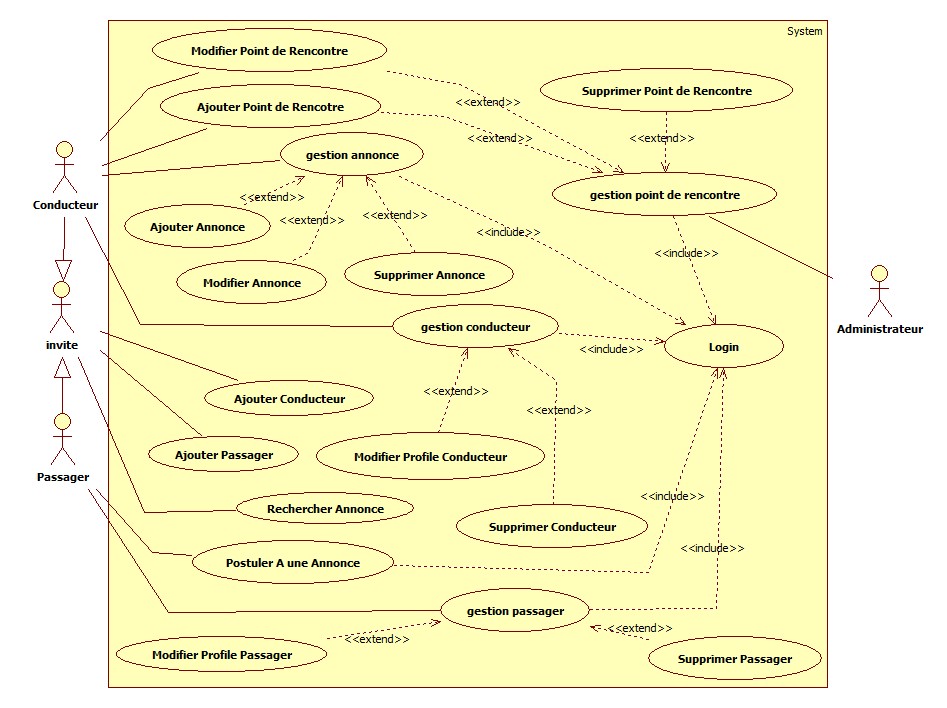 System
Modifier Point de Rencontre
Supprimer Point de Rencontre
<<extend>>
Ajouter Point de Rencotre
<<extend>>
<<extend>>
gestion annonce
Conducteur
<<extend>>
gestion point de rencontre
<<extend>>
<<extend>>
Ajouter Annonce
<<include>>
<<include>>
Supprimer Annonce
Modifier Annonce
Administrateur
gestion conducteur
invite
<<include>>
Login
<<extend>>
Ajouter Conducteur
<<extend>>
Ajouter Passager
Modifier Profile Conducteur
Passager
<<include>>
Rechercher Annonce
Supprimer Conducteur
<<include>>
Postuler A une Annonce
gestion passager
<<extend>>
<<extend>>
Modifier Profile Passager
Supprimer Passager